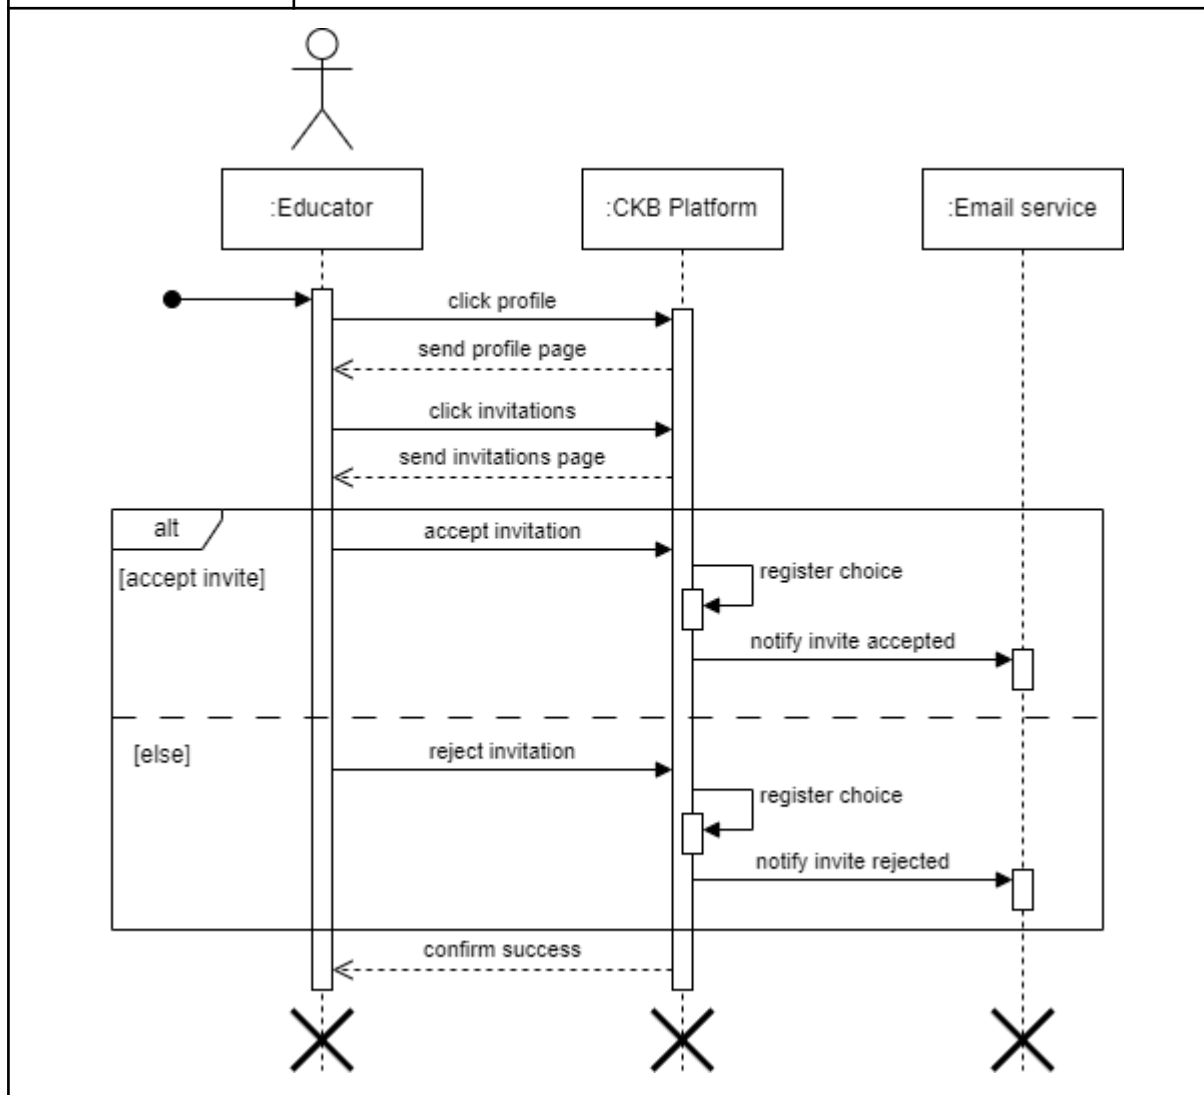 :Educator
:CKB Platform
:Email service
click profile
send profile page
click invitations
send invitations page
alt
accept invitation
[accept invite]
register choice
notify invite accepted
[else]
reject invitation
register choice
notify invite rejected
confirm success